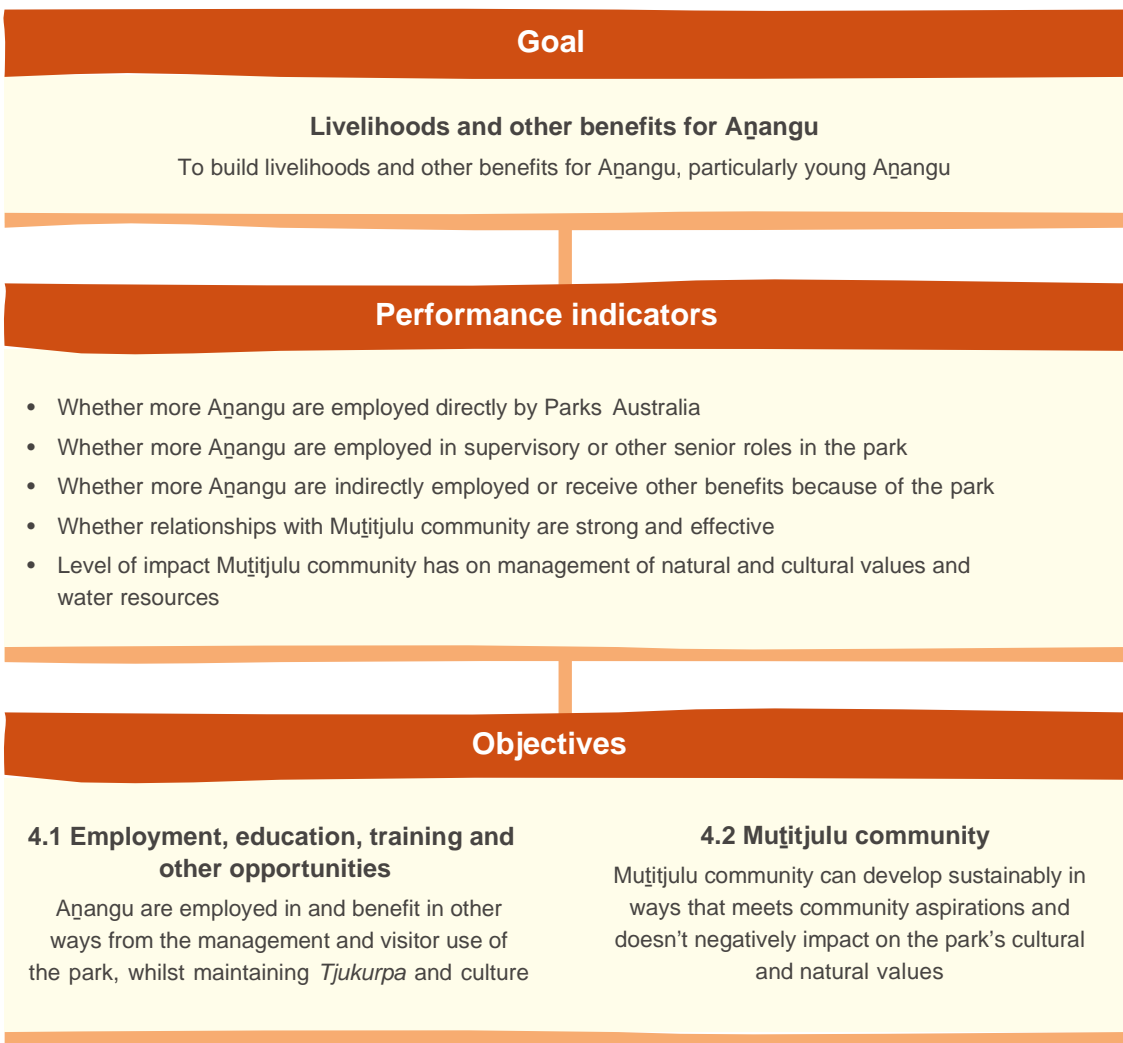 Goal
Livelihoods and other benefits for Aṉangu
To build livelihoods and other benefits for Aṉangu, particularly young Aṉangu
Performance indicators
• Whether more Aṉangu are employed directly by Parks Australia
• Whether more Aṉangu are employed in supervisory or other senior roles in the park
• Whether more Aṉangu are indirectly employed or receive other benefits because of the park
• Whether relationships with Muṯitjulu community are strong and effective
• Level of impact Muṯitjulu community has on management of natural and cultural values and
water resources
Objectives
4.1 Employment, education, training and
other opportunities
Aṉangu are employed in and benefit in other
ways from the management and visitor use of
the park, whilst maintaining Tjukurpa and culture
4.2 Muṯitjulu community
Muṯitjulu community can develop sustainably in
ways that meets community aspirations and
doesn't negatively impact on the park's cultural
and natural values